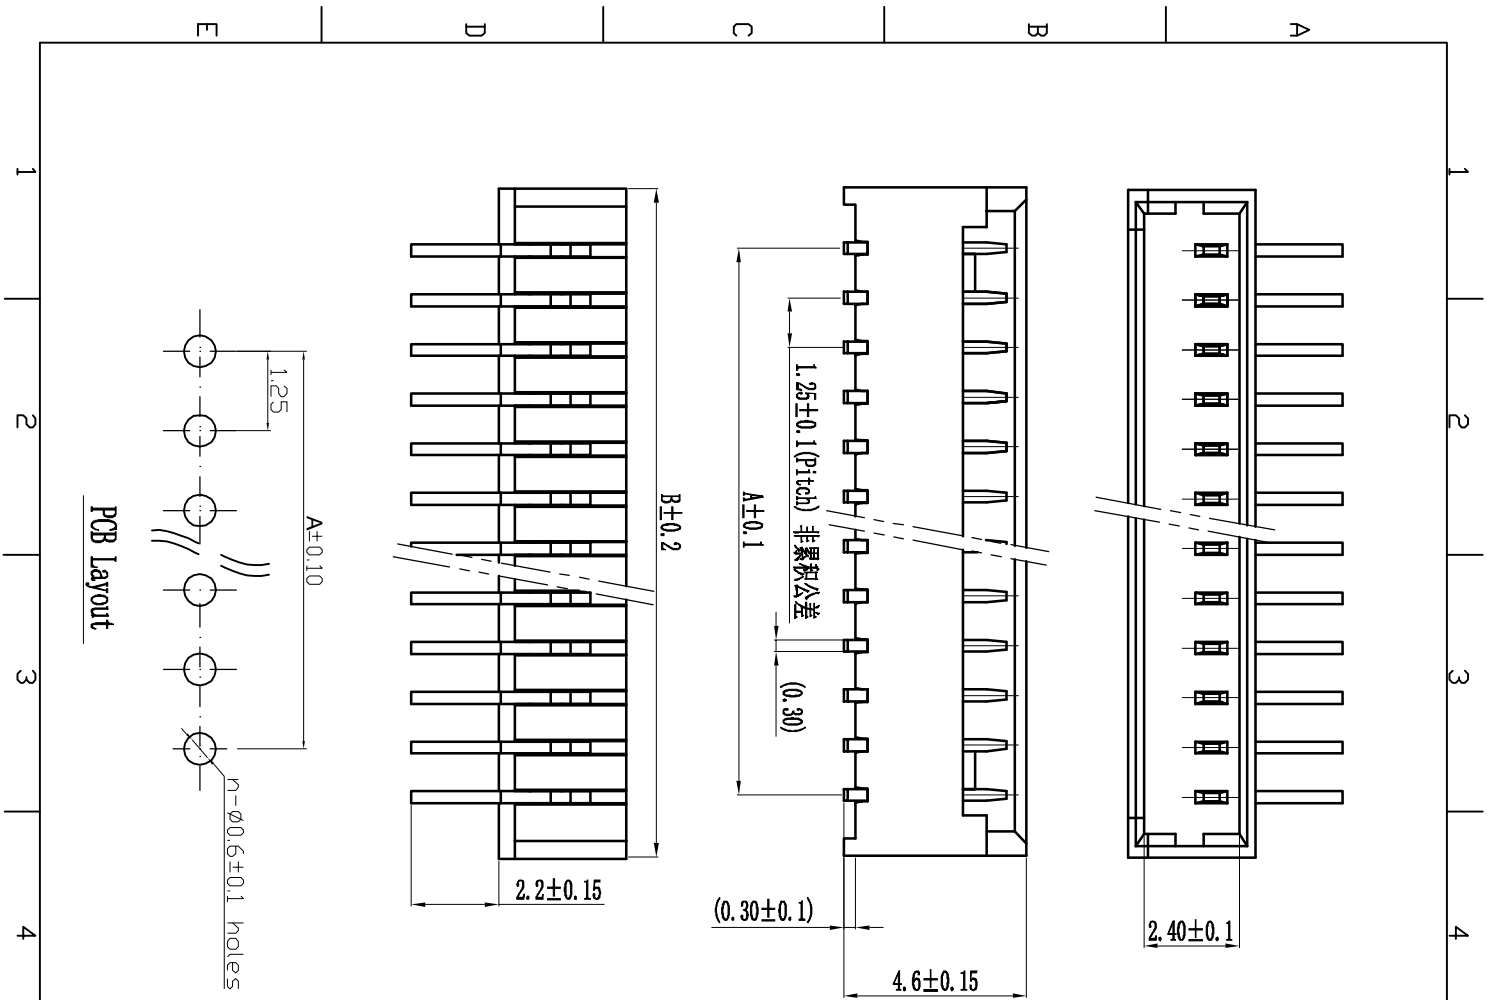 E D C B A
1 1
2 2
3 3
4 4
2.40±0.1
4.6±0.15
(0.30±0.1)
1.25±0.1(Pitch) 非累积公差
(0.30)
A±0.1
B±0.2
2.2±0.15
A±0.10
1.25
n-Ø0.6±0.1 holes
PCB Layout